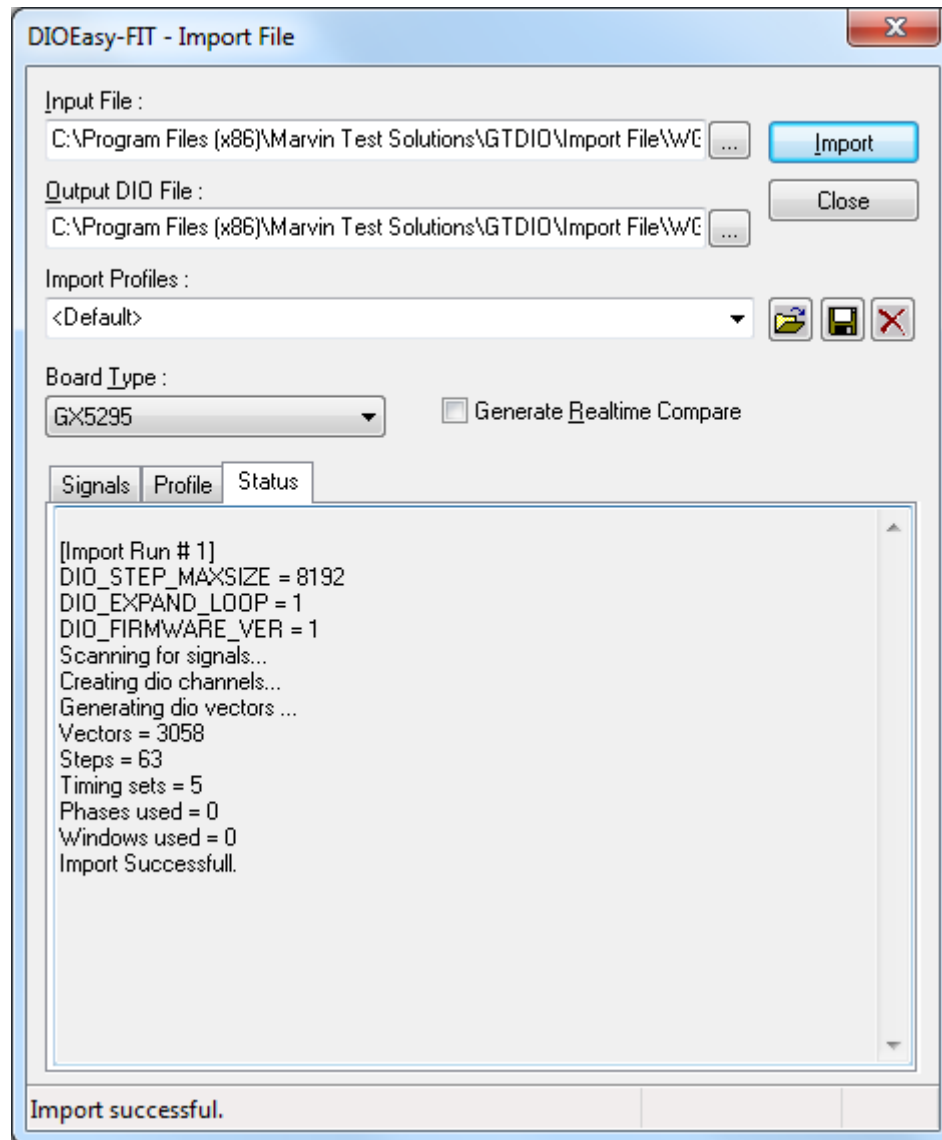 DIOEasy-FIT - Import File
Input File :
C:\Program Files (x86)\Marvin Test Solutions\GTDIO\Import File\WG
...
Import
Output DIO File :
C:\Program Files (x86)\Marvin Test Solutions\GTDIO\Import File\WG
...
Close
Import Profiles :
<Default>
Board Type :
GX5295
Generate Realtime Compare
Signals
Profile
Status
[Import Run # 1]
DIO_STEP_MAXSIZE = 8192
DIO_EXPAND_LOOP = 1
DIO_FIRMWARE_VER = 1
Scanning for signals...
Creating dio channels...
Generating dio vectors ...
Vectors = 3058
Steps = 63
Timing sets = 5
Phases used = 0
Windows used = 0
Import Successfull.
Import successful.